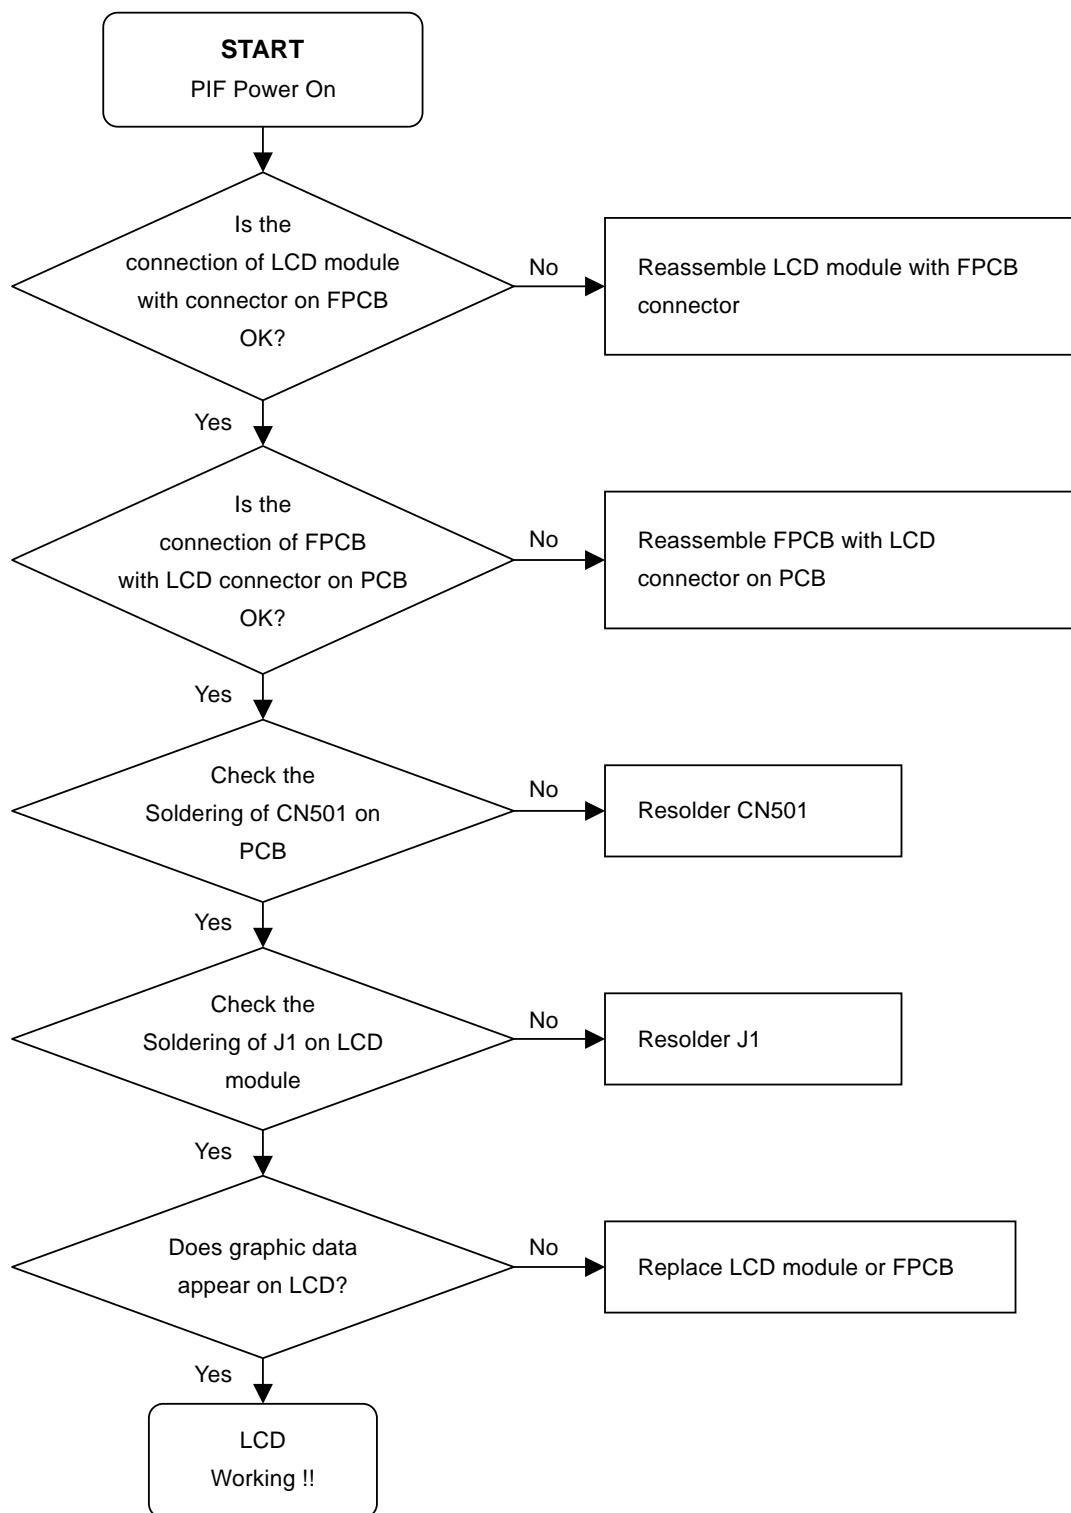 START
PIF Power On
Is the
connection of LCD module
with connector on FPCB
OK?
No
Reassemble LCD module with FPCB
connector
Yes
Is the
connection of FPCB
with LCD connector on PCB
OK?
No
Reassemble FPCB with LCD
connector on PCB
Yes
Check the
Soldering of CN501 on
PCB
No
Resolder CN501
Yes
Check the
Soldering of J1 on LCD
module
No
Resolder J1
Yes
Does graphic data
appear on LCD?
No
Replace LCD module or FPCB
Yes
LCD
Working !!